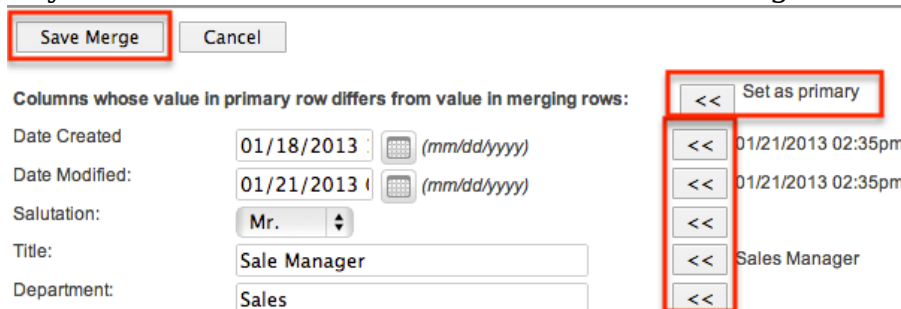 Save Merge Cancel
Columns whose value in primary row differs from value in merging rows: << Set as primary
Date Created 01/18/2013 (mm/dd/yyyy) << 01/21/2013 02:35pm
Date Modified: 01/21/2013 (mm/dd/yyyy) << 01/21/2013 02:35pm
Salutation: Mr. <<
Title: Sale Manager << Sales Manager
Department: Sales <<